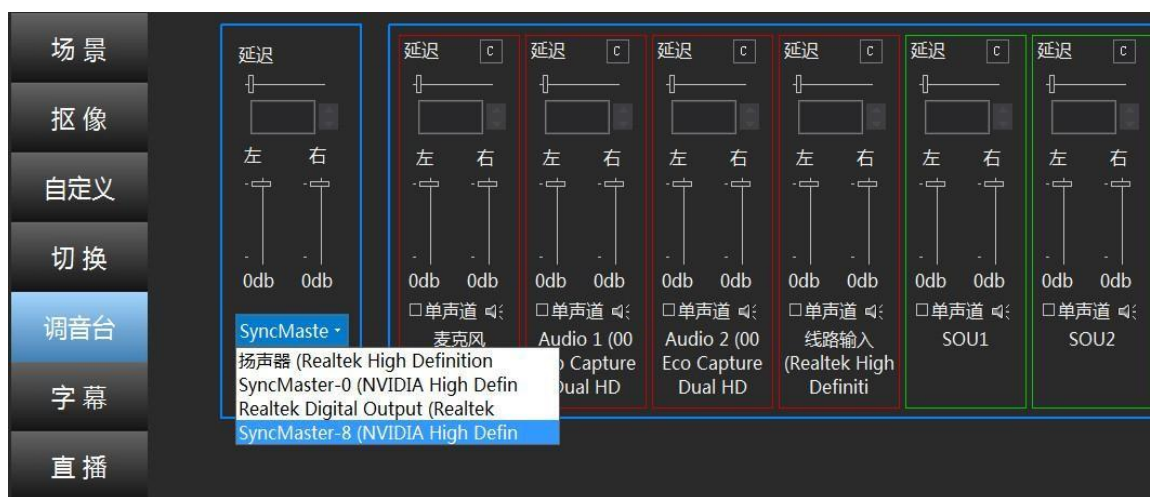 场景
抠像
自定义
切换
调音台
字幕
直播
延迟
左 右
0db 0db
SyncMaste
扬声器 (Realtek High Definition
SyncMaster-0 (NVIDIA High Defin
Realtek Digital Output (Realtek
SyncMaster-8 (NVIDIA High Defin
延迟 C
左 右
0db 0db
单声道
麦克风
延迟 C
左 右
0db 0db
单声道
Audio 1 (00
Capture
Dual HD
延迟 C
左 右
0db 0db
单声道
Audio 2 (00
Eco Capture
Dual HD
延迟 C
左 右
0db 0db
单声道
线路输入
(Realtek High
Definiti
延迟 C
左 右
0db 0db
单声道
SOU1
延迟 C
左 右
0db 0db
单声道
SOU2